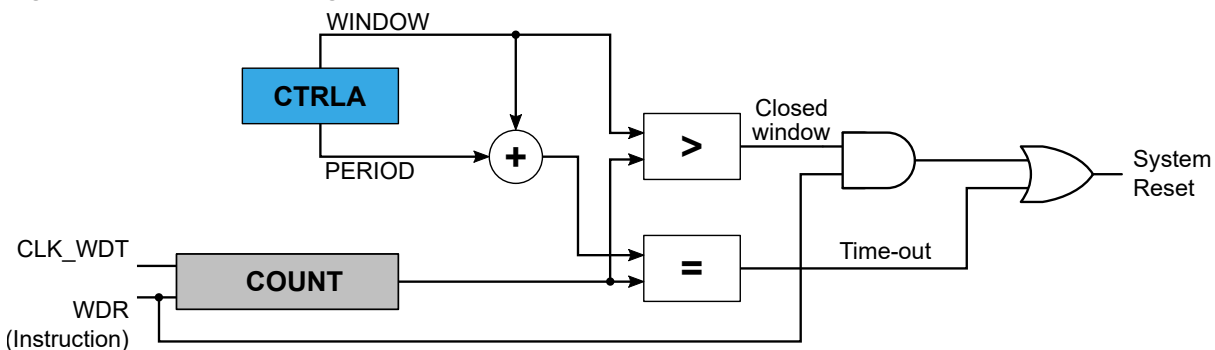 WINDOW
CTRLA
PERIOD
+
>
Closed
window
System
Reset
CLK_WDT
COUNT
=
Time-out
WDR
(Instruction)